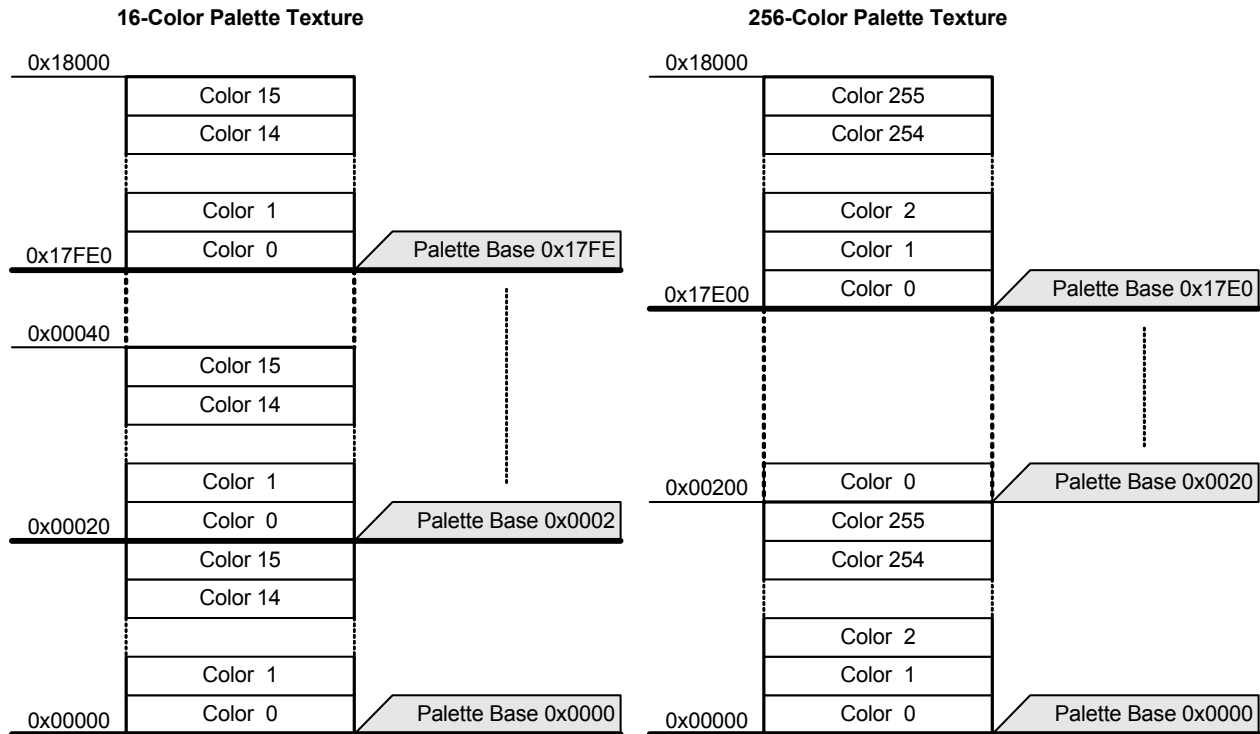 16-Color Palette Texture
0x18000
Color 15
Color 14
Color 1
0x17FE0
Color 0
Palette Base 0x17FE
0x00040
Color 15
Color 14
Color 1
0x00020
Color 0
Palette Base 0x0002
Color 15
Color 14
Color 1
0x00000
Color 0
Palette Base 0x0000
256-Color Palette Texture
0x18000
Color 255
Color 254
Color 2
Color 1
0x17E00
Color 0
Palette Base 0x17E0
0x00200
Color 0
Palette Base 0x0020
Color 255
Color 254
Color 2
Color 1
0x00000
Color 0
Palette Base 0x0000